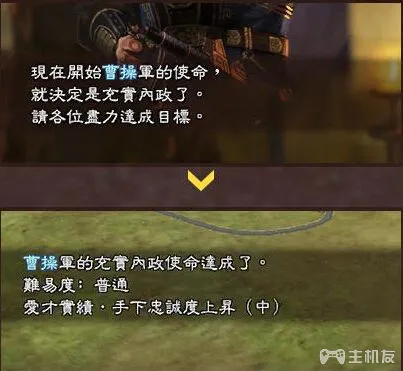 現在開始曹操軍的使命，
就決定是充實內政了。
請各位盡力達成目標。
曹操軍的充實內政使命達成了。
難易度：普通
愛才實績·手下忠誠度上昇（中）
主机友